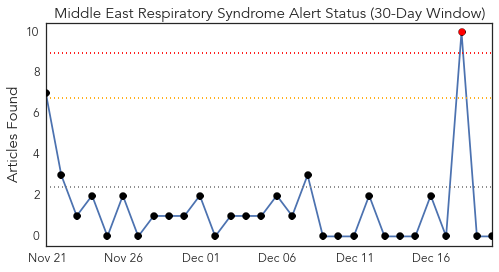 Middle East Respiratory Syndrome Alert Status (30-Day Window)
Articles Found
10
8
6
4
2
0
Nov 21 Nov 26 Dec 01 Dec 06 Dec 11 Dec 16